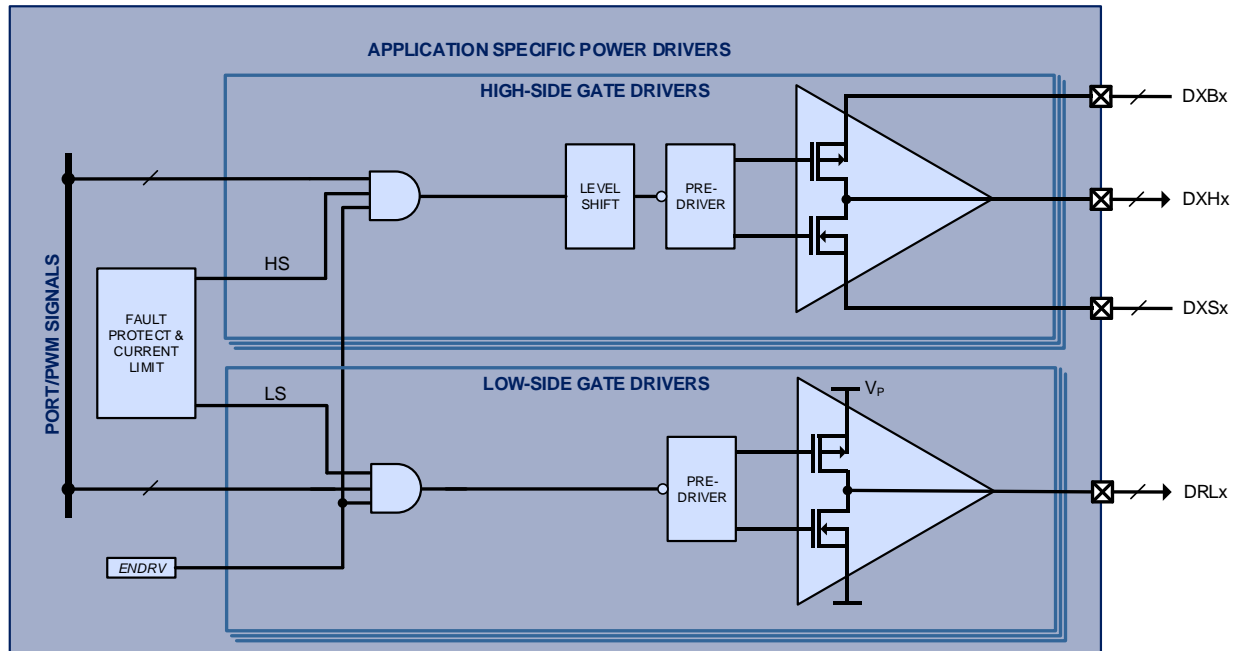 APPLICATION SPECIFIC POWER DRIVERS
HIGH-SIDE GATE DRIVERS
DXBx
LEVEL
SHIFT
PRE-
DRIVER
DXHx
HS
PORT/PWM SIGNALS
FAULT
PROTECT &
CURRENT
LIMIT
DXSx
LOW-SIDE GATE DRIVERS
LS
VP
PRE-
DRIVER
DRLx
ENDRV